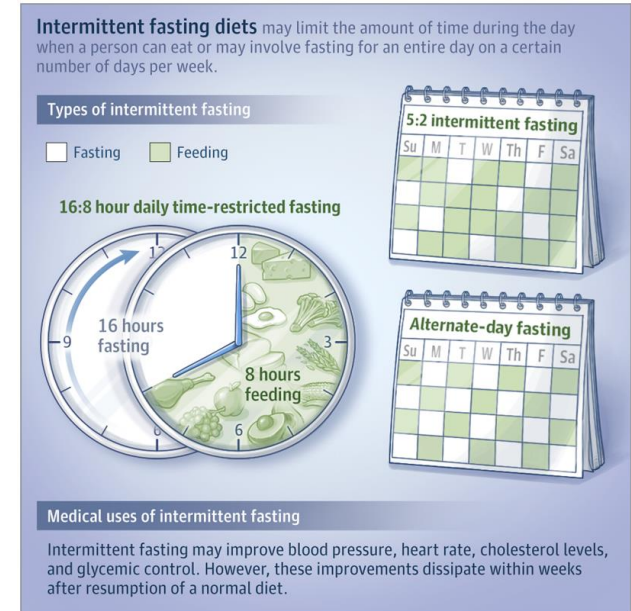 Intermittent fasting diets may limit the amount of time during the day
when a person can eat or may involve fasting for an entire day on a certain
number of days per week.
Types of intermittent fasting
Fasting
Feeding
16:8 hour daily time-restricted fasting
12
16 hours
fasting
9
6
12
3
8 hours
feeding
6
5:2 intermittent fasting
Su M T W Th F Sa
Alternate-day fasting
Su M T W Th F Sa
Medical uses of intermittent fasting
Intermittent fasting may improve blood pressure, heart rate, cholesterol levels,
and glycemic control. However, these improvements dissipate within weeks
after resumption of a normal diet.